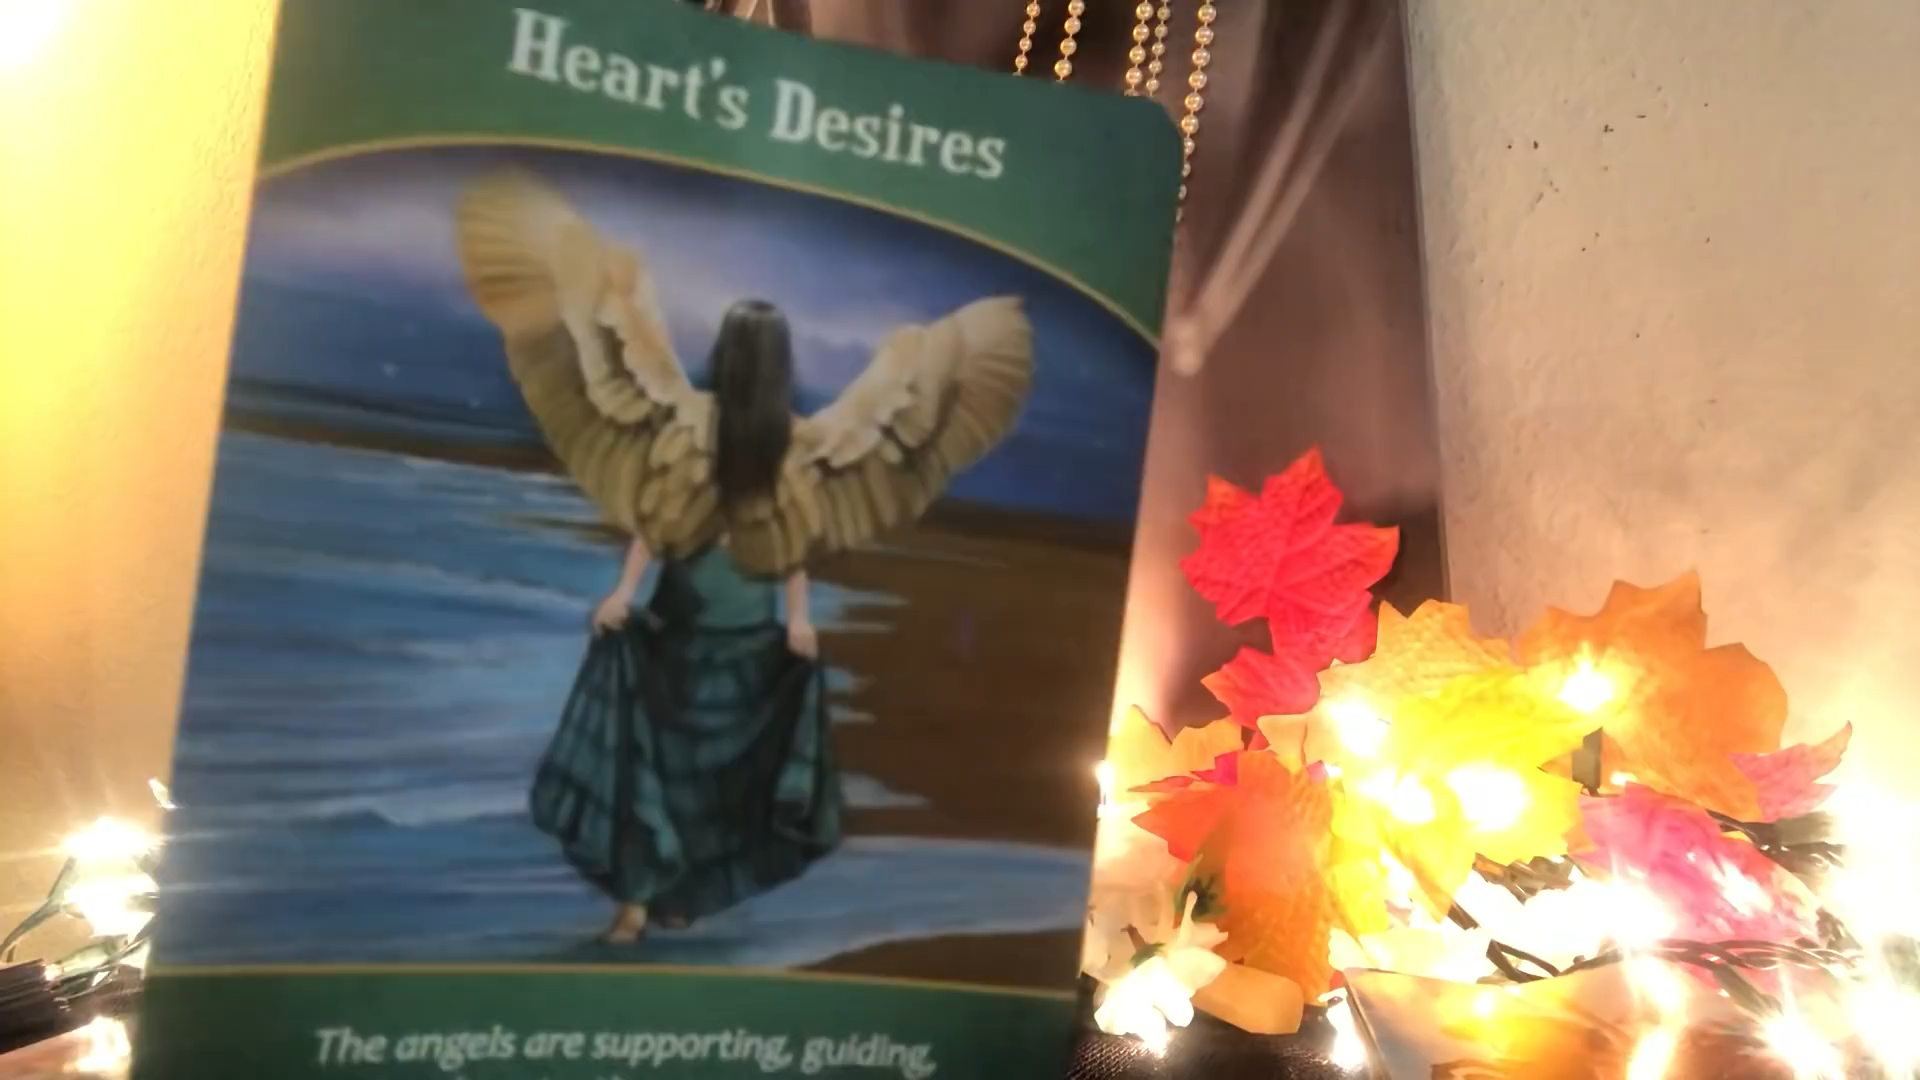 Heart's Desires
The angels are supporting, guiding,